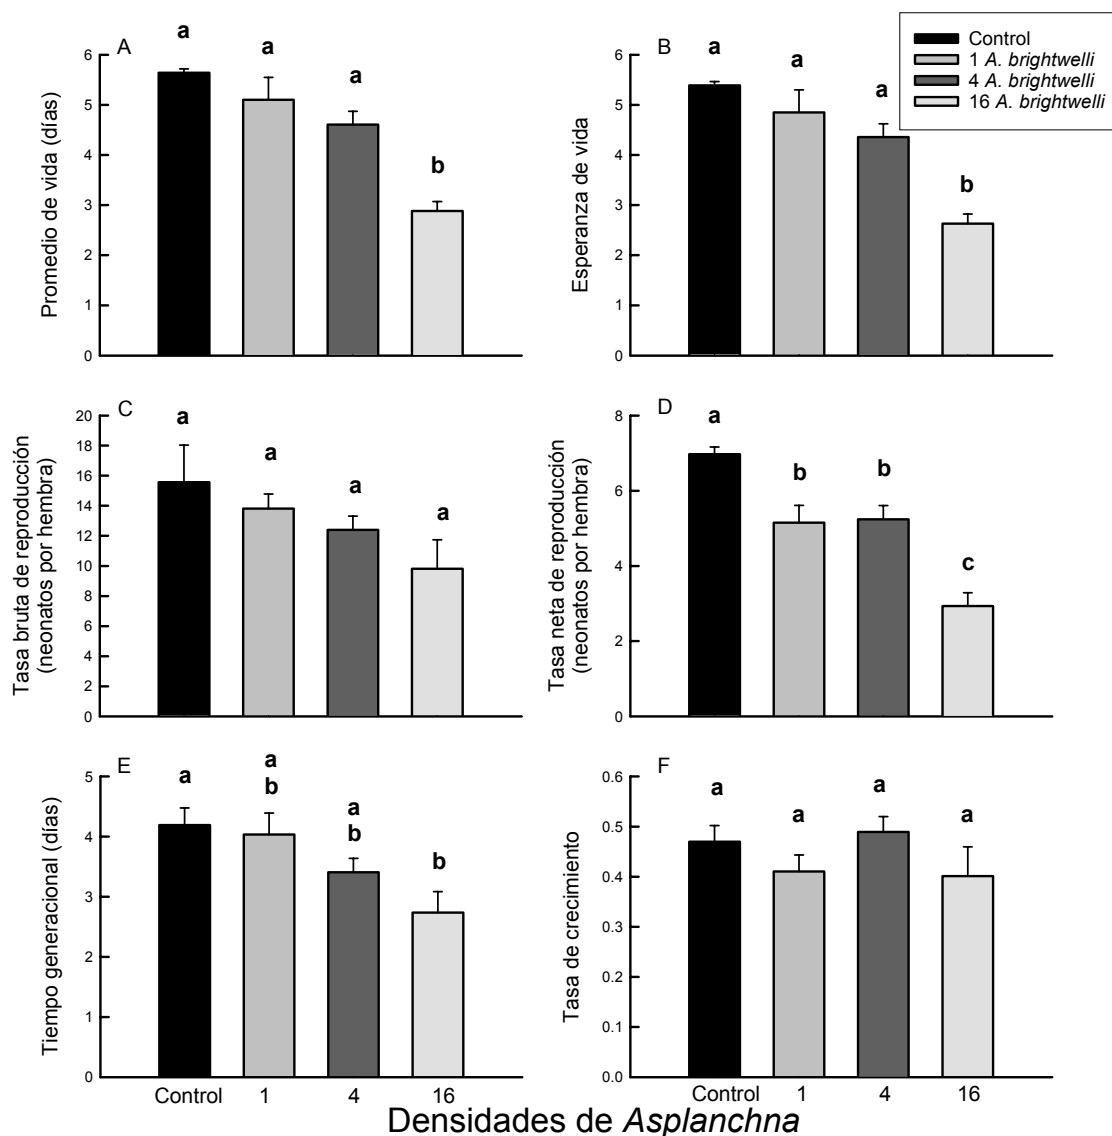 A
a
a
a
b
6
5
4
3
2
1
0
Promedio de vida (días)
B
a
a
a
b
6
5
4
3
2
1
0
Esperanza de vida
Control
1 A. brightwelli
4 A. brightwelli
16 A. brightwelli
C
a
a
a
a
20
18
16
14
12
10
8
6
4
2
0
Tasa bruta de reproducción
(neonatos por hembra)
D
a
b
b
c
8
6
4
2
0
Tasa neta de reproducción
(neonatos por hembra)
E
a
a
b
a
b
b
5
4
3
2
1
0
Tiempo generacional (días)
Control 1 4 16
F
a
a
a
a
0.6
0.5
0.4
0.3
0.2
0.1
0.0
Tasa de crecimiento
Control 1 4 16
Densidades de Asplanchna